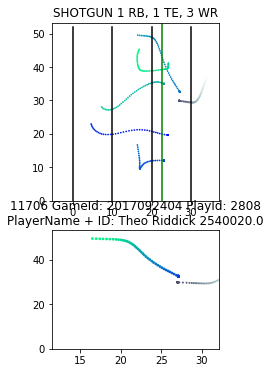 SHOTGUN 1 RB, 1 TE, 3 WR
50
40
30
20
10
0
0 10 20 30
11706 GameId: 2017092404 PlayId: 2808
PlayerName + ID: Theo Riddick 2540020.0
40
20
0
15 20 25 30